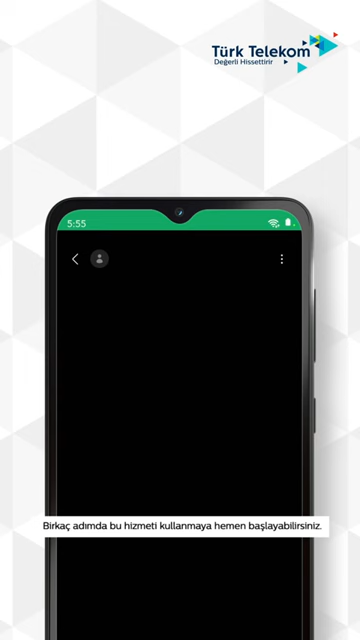 Türk Telekom
Değerli Hissettirir
5:55
Birkaç adımda bu hizmeti kullanmaya hemen başlayabilirsiniz.